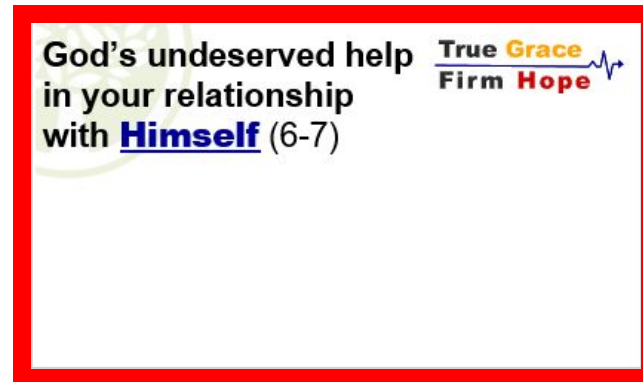 God’s undeserved help
in your relationship
with Himself (6-7)
True Grace
Firm Hope